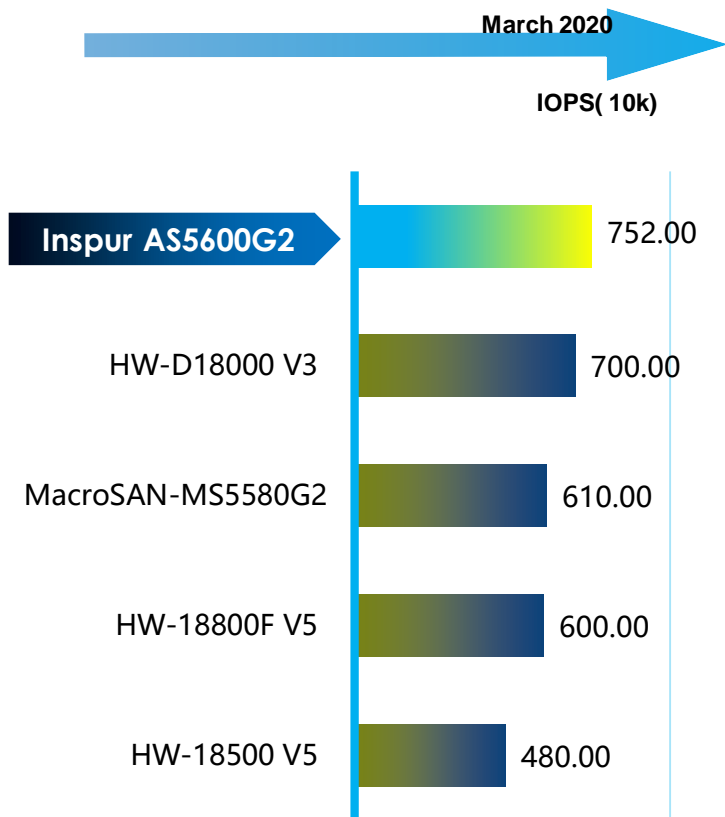 March 2020
IOPS( 10k)
Inspur AS5600G2
752.00
HW-D18000 V3
700.00
MacroSAN-MS5580G2
610.00
HW-18800F V5
600.00
HW-18500 V5
480.00